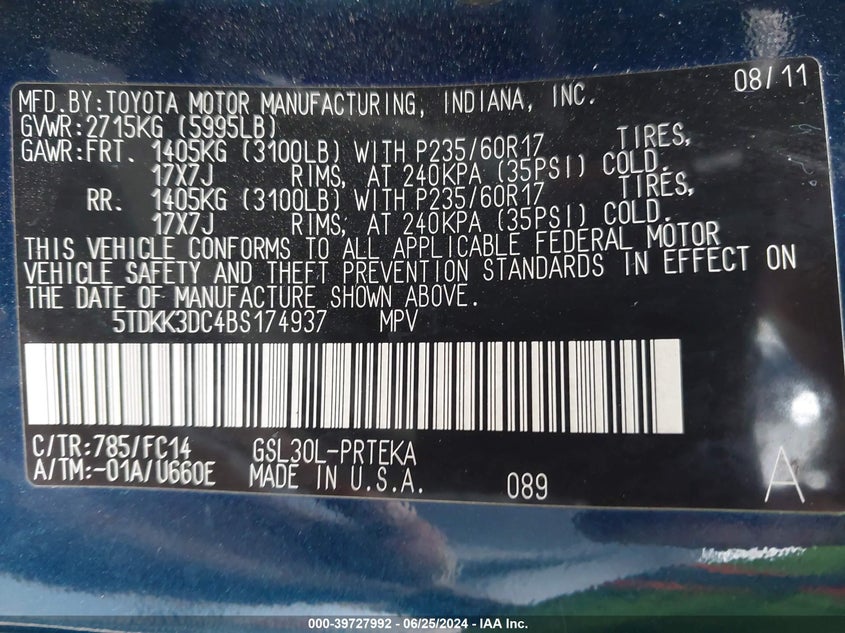 08/11
MFD.BY:TOYOTA MOTOR MANUFACTURING, INDIANA, INC.
GVWR:2715KG (5995LB)
GAWR:FRT. 1405KG (3100LB) WITH P235/60R17 TIRES,
17X7J RIMS, AT 240KPA (35PSI) COLD.
RR. 1405KG (3100LB) WITH P235/60R17 TIRES,
17X7J RIMS, AT 240KPA (35PSI) COLD.
THIS VEHICLE CONFORMS TO ALL APPLICABLE FEDERAL MOTOR
VEHICLE SAFETY AND THEFT PREVENTION STANDARDS IN EFFECT ON
THE DATE OF MANUFACTURE SHOWN ABOVE.
5TDKK3DC4BS174937 MPV
C/TR:785/FC14 GSL30L-PRTEKA
A/TM:-01A/U660E MADE IN U.S.A. 089 A
000-39727992 - 06/25/2024 - IAA Inc.